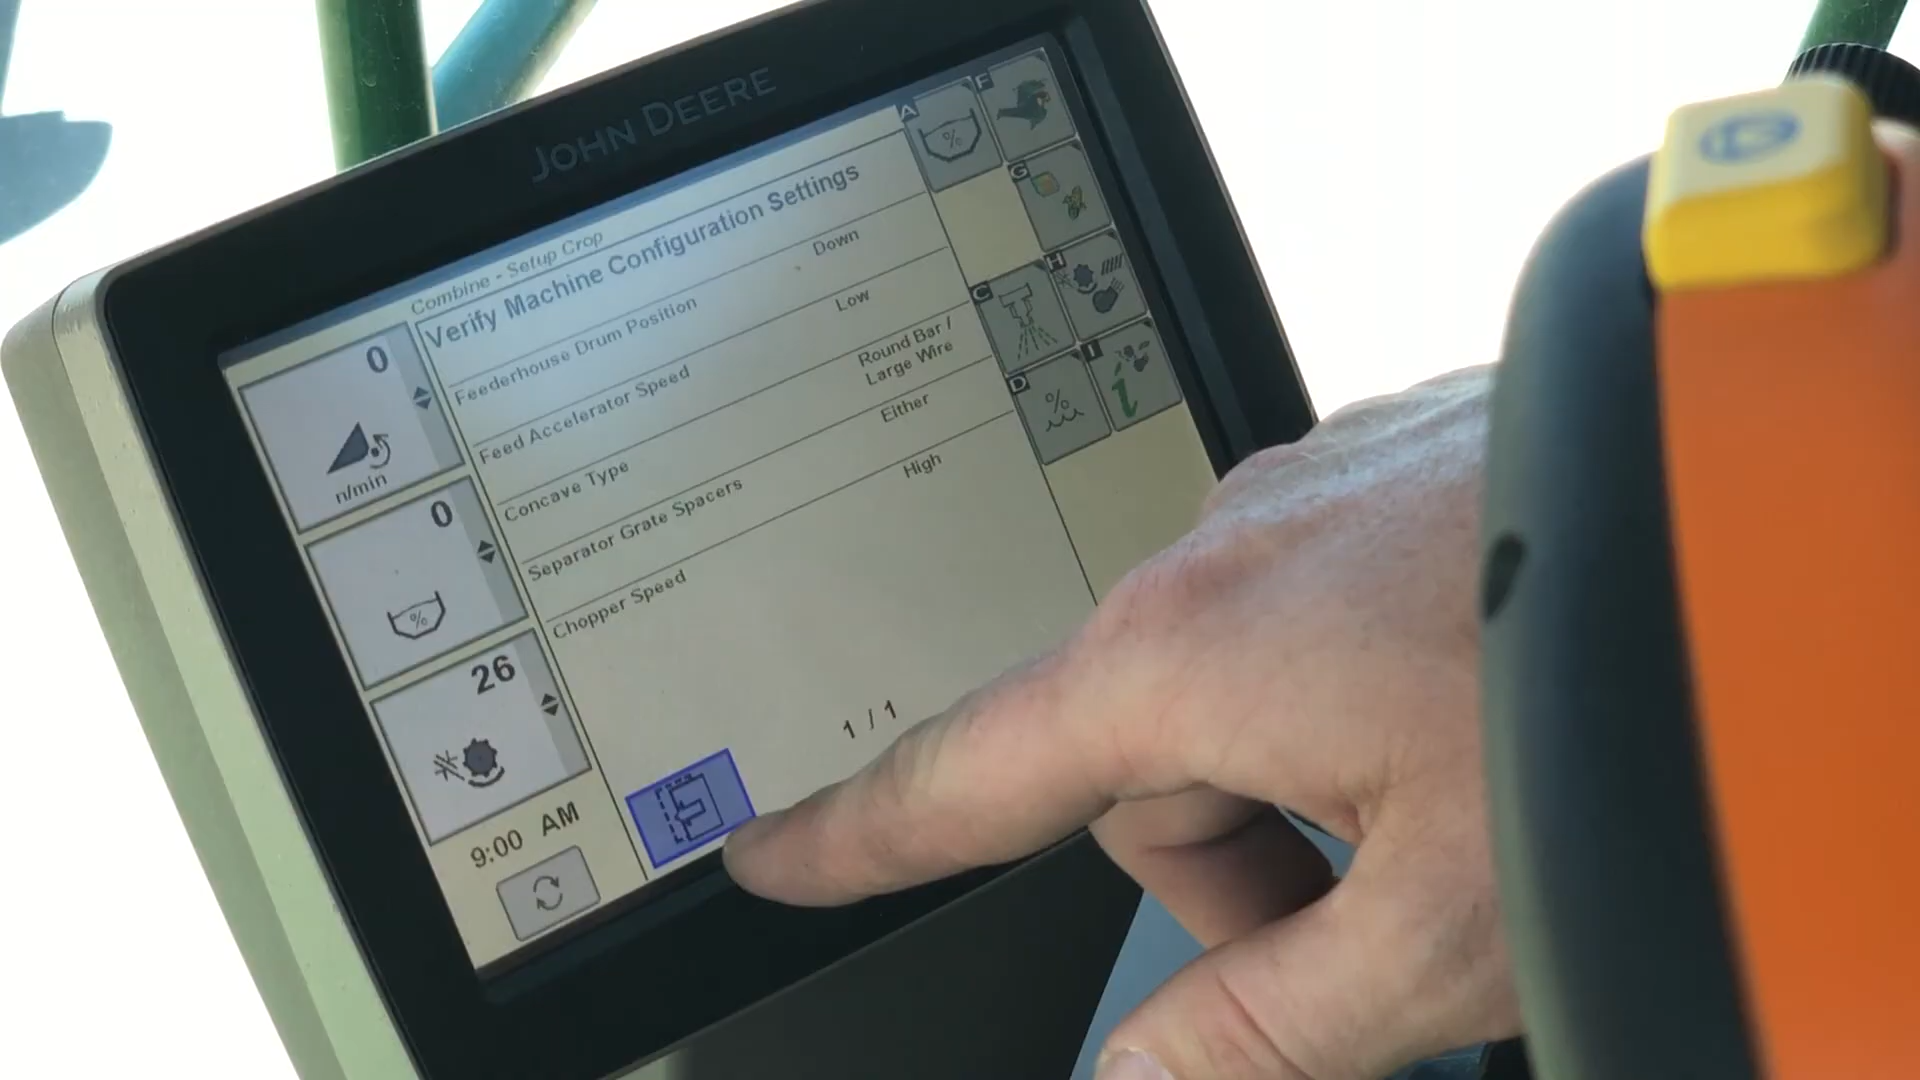 JOHN DEERE
Combine - Setup Crop
Verify Machine Configuration Settings
Feederhouse Drum Position Down
Feed Accelerator Speed Low
Concave Type Round Bar /
Large Wire
Separator Grate Spacers Either
Chopper Speed High
1 / 1
0
n/min
0
%
26
9:00 AM
A
%
F
G
C
H
D
%
I
i